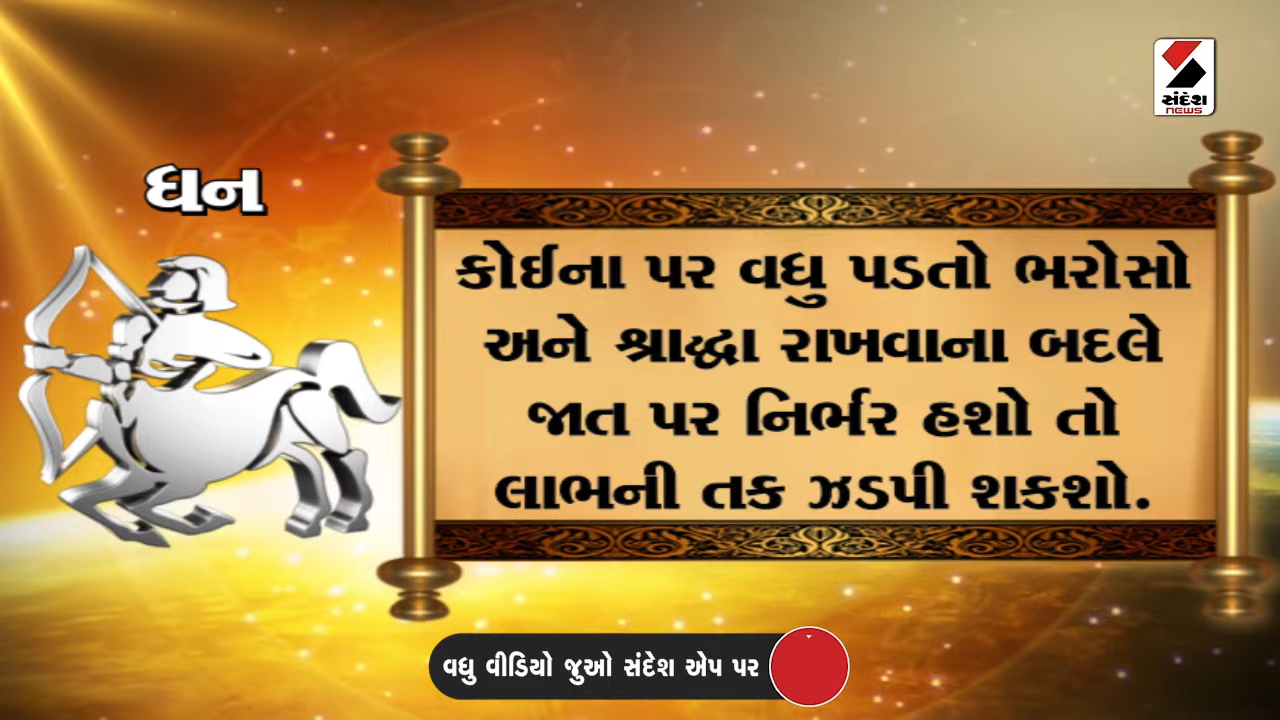 સંદેશ
NEWS
ધન
કોઈના પર વધુ પડતો ભરોસો
અને શ્રાદ્ધા રાખવાના બદલે
જાત પર નિર્ભર હશો તો
લાભની તક ઝડપી શકશો.
વધુ વીડિયો જુઓ સંદેશ એપ પર